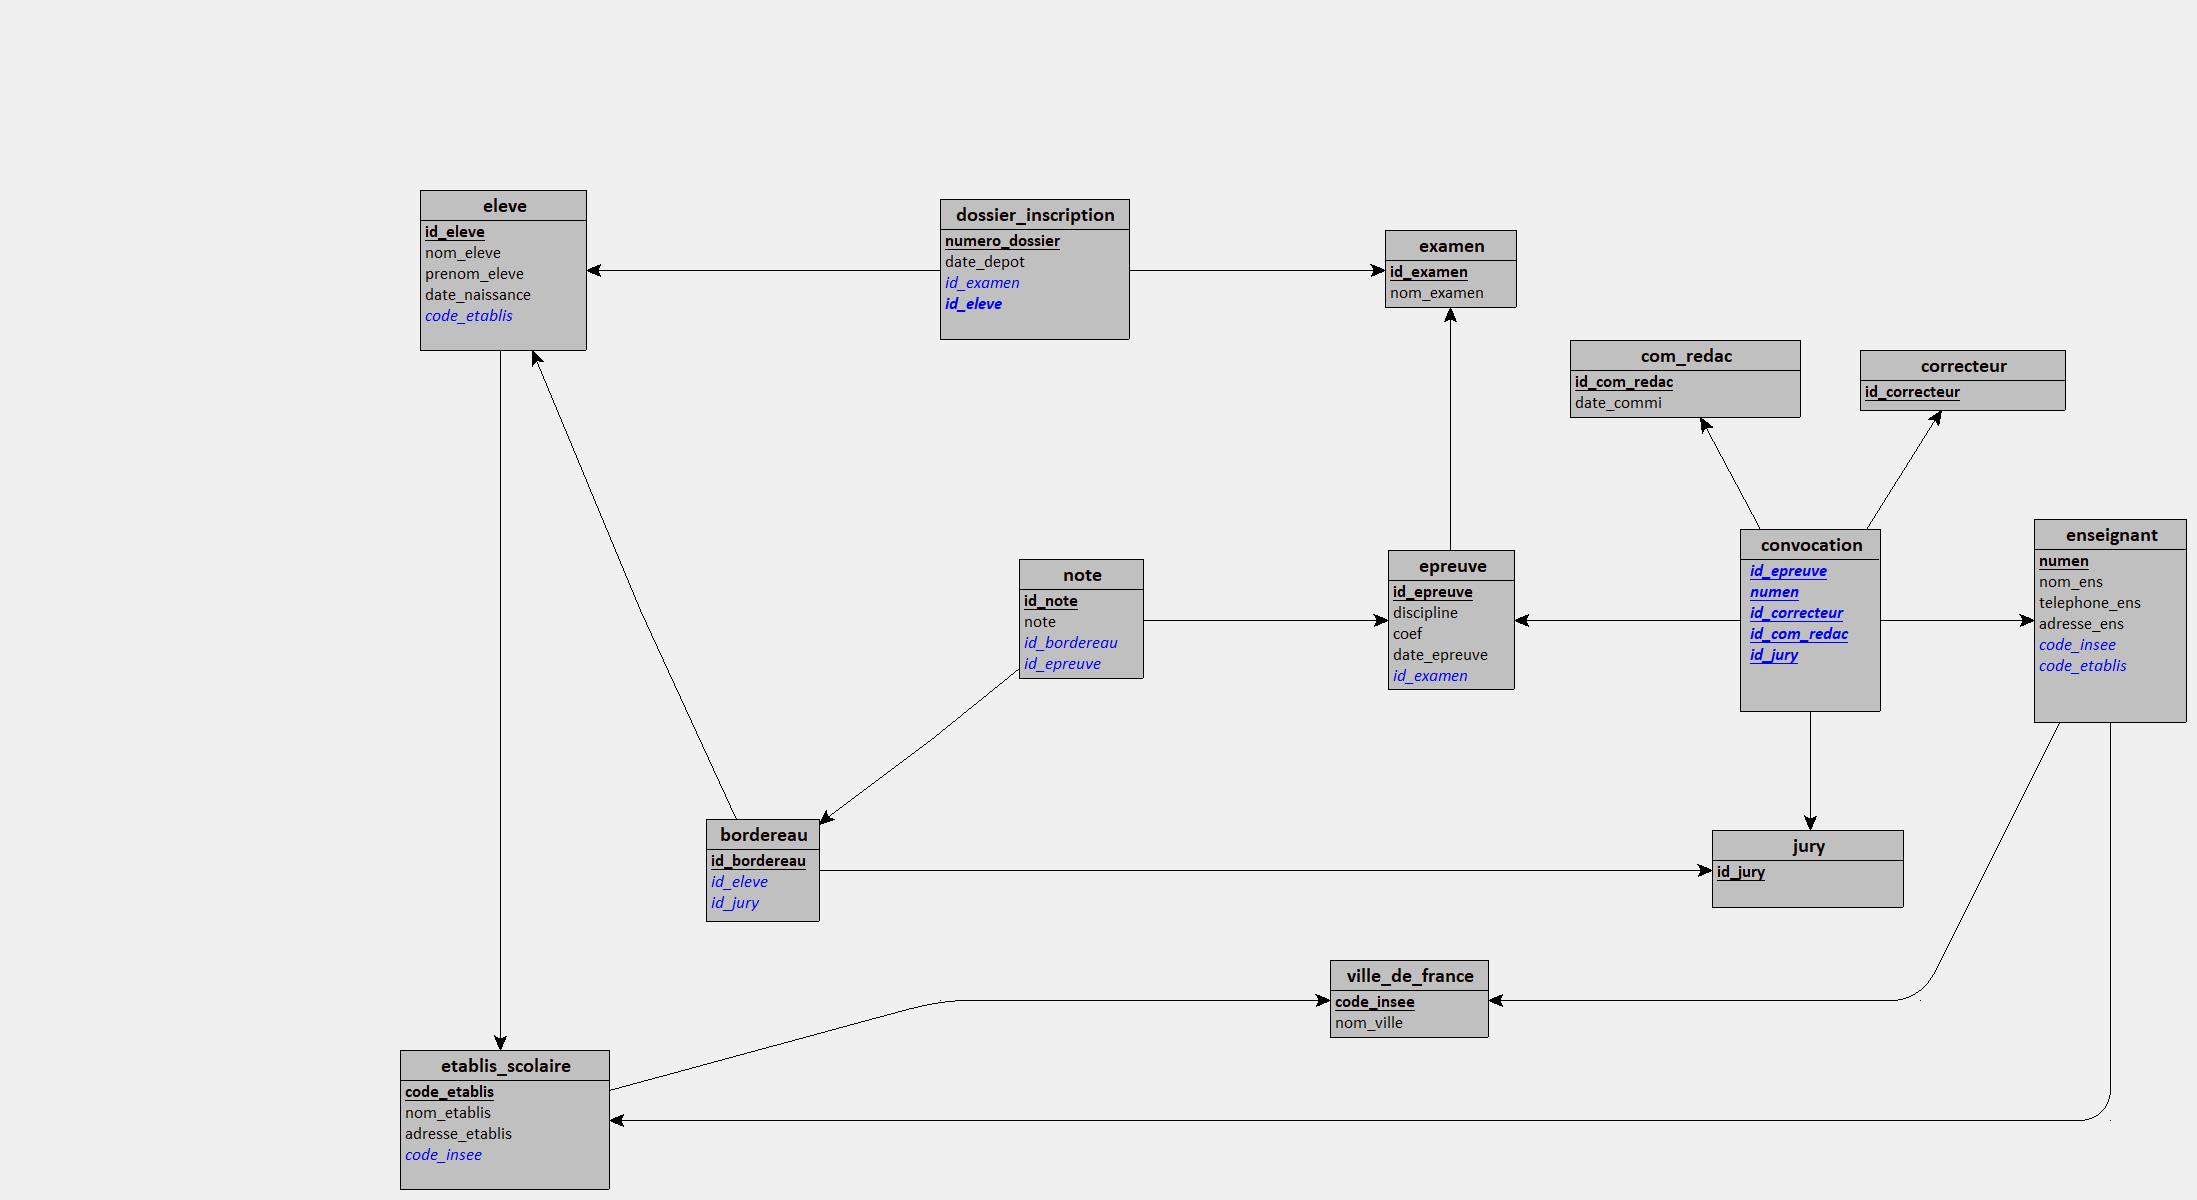 eleve
id_eleve
nom_eleve
prenom_eleve
date_naissance
code_etablis
dossier_inscription
numero_dossier
date_depot
id_examen
id_eleve
examen
id_examen
nom_examen
com_redac
id_com_redac
date_commi
correcteur
id_correcteur
note
id_note
note
id_bordereau
id_epreuve
epreuve
id_epreuve
discipline
coef
date_epreuve
id_examen
convocation
id_epreuve
numen
id_correcteur
id_com_redac
id_jury
enseignant
numen
nom_ens
telephone_ens
adresse_ens
code_insee
code_etablis
bordereau
id_bordereau
id_eleve
id_jury
jury
id_jury
ville_de_france
code_insee
nom_ville
etablis_scolaire
code_etablis
nom_etablis
adresse_etablis
code_insee